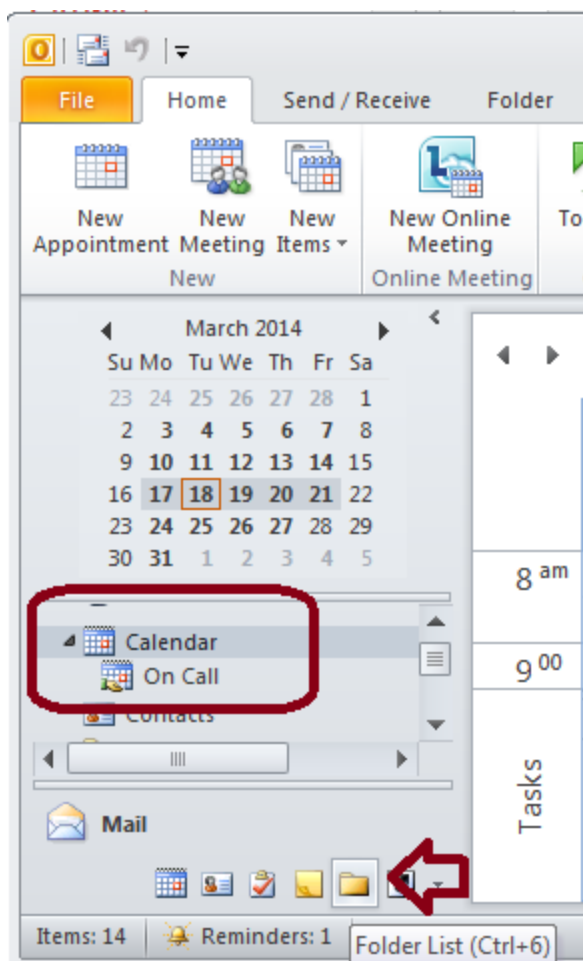 File Home Send / Receive Folder
New Appointment
New Meeting
New Items
New
New Online Meeting
Online Meeting
To
March 2014
Su Mo Tu We Th Fr Sa
23 24 25 26 27 28 1
2 3 4 5 6 7 8
9 10 11 12 13 14 15
16 17 18 19 20 21 22
23 24 25 26 27 28 29
30 31 1 2 3 4 5
Calendar
On Call
Contacts
Mail
8 am
9 00
Tasks
Items: 14 Reminders: 1
Folder List (Ctrl+6)